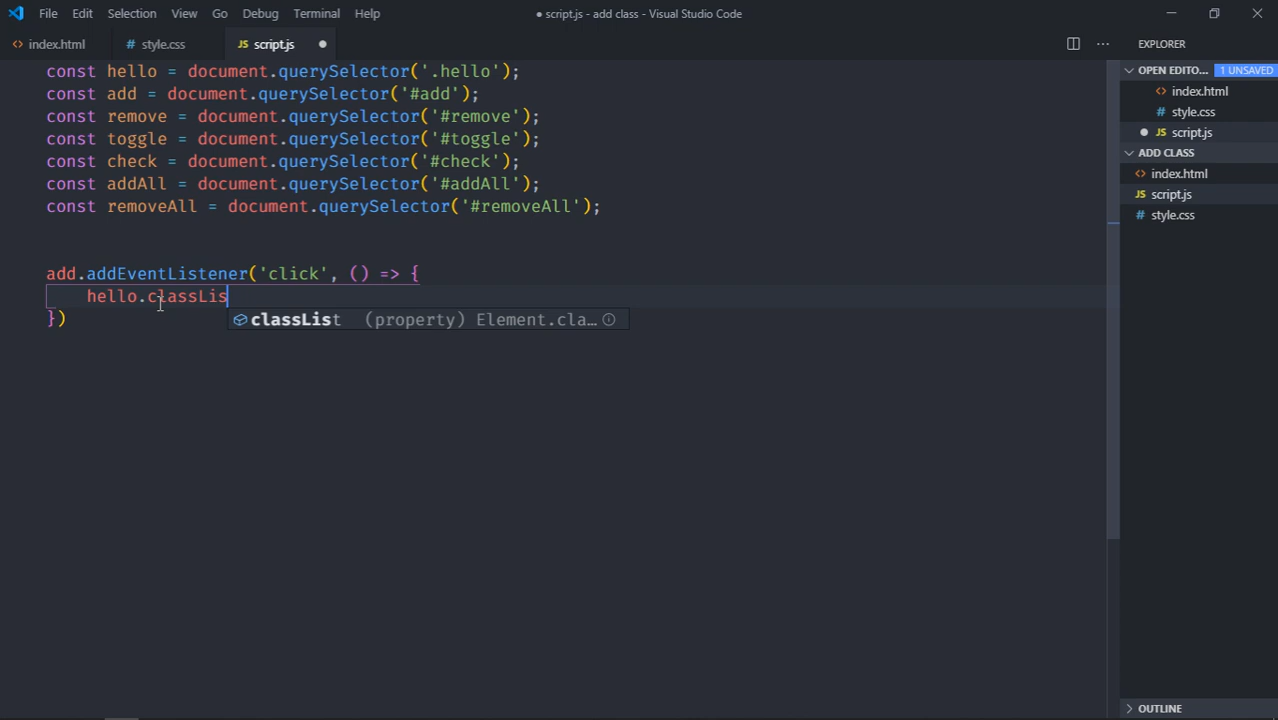 File Edit Selection View Go Debug Terminal Help ● script.js - add class - Visual Studio Code
<> index.html # style.css JS script.js ● ··· EXPLORER
const hello = document.querySelector('.hello');
const add = document.querySelector('#add');
const remove = document.querySelector('#remove');
const toggle = document.querySelector('#toggle');
const check = document.querySelector('#check');
const addAll = document.querySelector('#addAll');
const removeAll = document.querySelector('#removeAll');
add.addEventListener('click', () => {
hello.classLis
classList (property) Element.cla…
})
OPEN EDITO... 1 UNSAVED
<> index.html
# style.css
● JS script.js
ADD CLASS
<> index.html
JS script.js
# style.css
OUTLINE